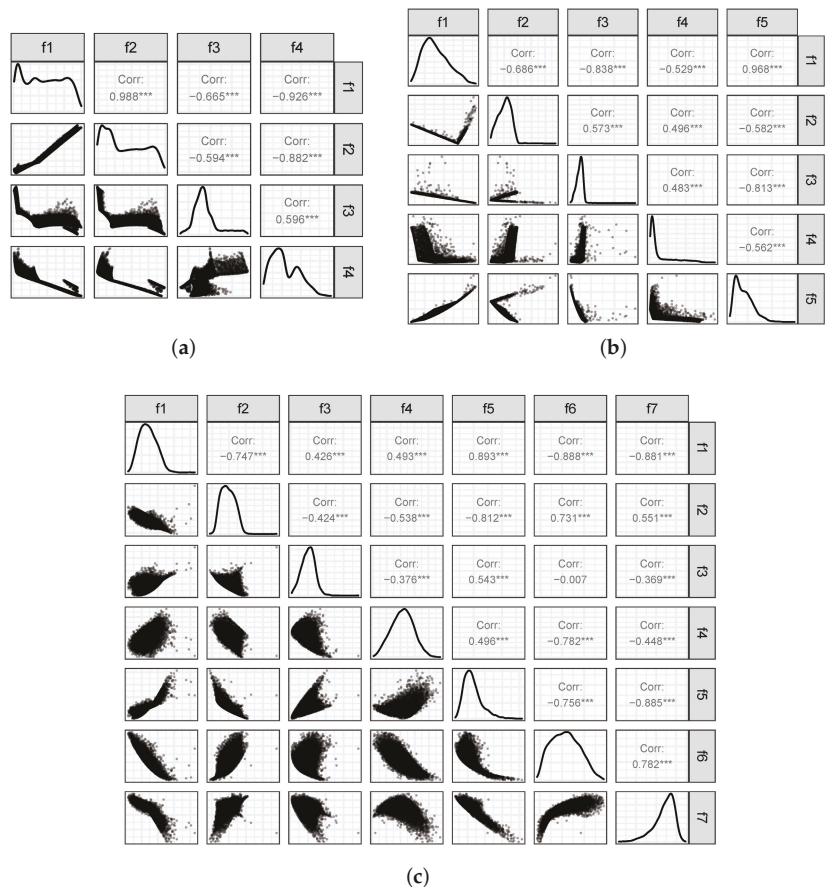 f1 f2 f3 f4
Corr:
0.988***
Corr:
−0.665***
Corr:
−0.926***
f1
Corr:
−0.594***
Corr:
−0.882***
f2
Corr:
0.596***
f3
f4
(a)
f1 f2 f3 f4 f5
Corr:
−0.686***
Corr:
−0.838***
Corr:
−0.529***
Corr:
0.968***
f1
Corr:
0.573***
Corr:
0.496***
Corr:
−0.582***
f2
Corr:
0.483***
Corr:
−0.813***
f3
Corr:
−0.562***
f4
f5
(b)
f1 f2 f3 f4 f5 f6 f7
Corr:
−0.747***
Corr:
0.426***
Corr:
0.493***
Corr:
0.893***
Corr:
−0.888***
Corr:
−0.881***
f1
Corr:
−0.424***
Corr:
−0.538***
Corr:
−0.812***
Corr:
0.731***
Corr:
0.551***
f2
Corr:
−0.376***
Corr:
0.543***
Corr:
−0.007
Corr:
−0.369***
f3
Corr:
0.496***
Corr:
−0.782***
Corr:
−0.448***
f4
Corr:
−0.756***
Corr:
−0.885***
f5
Corr:
0.782***
f6
f7
(c)